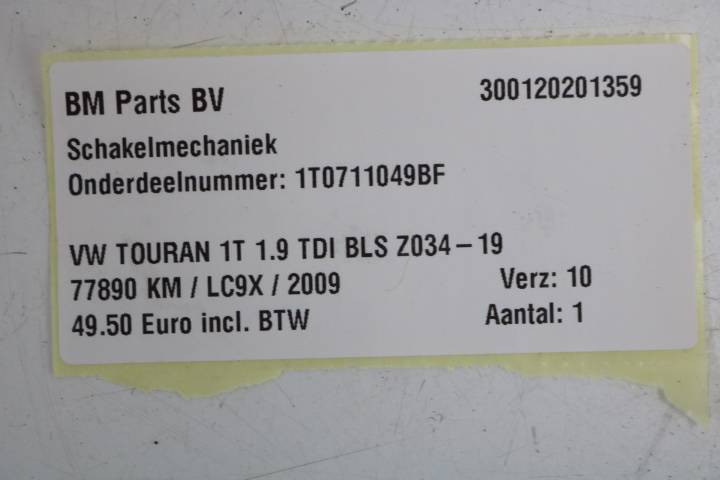 BM Parts BV 300120201359
Schakelmechaniek
Onderdeelnummer: 1T0711049BF
VW TOURAN 1T 1.9 TDI BLS Z034-19
77890 KM / LC9X / 2009 Verz: 10
49.50 Euro incl. BTW Aantal: 1